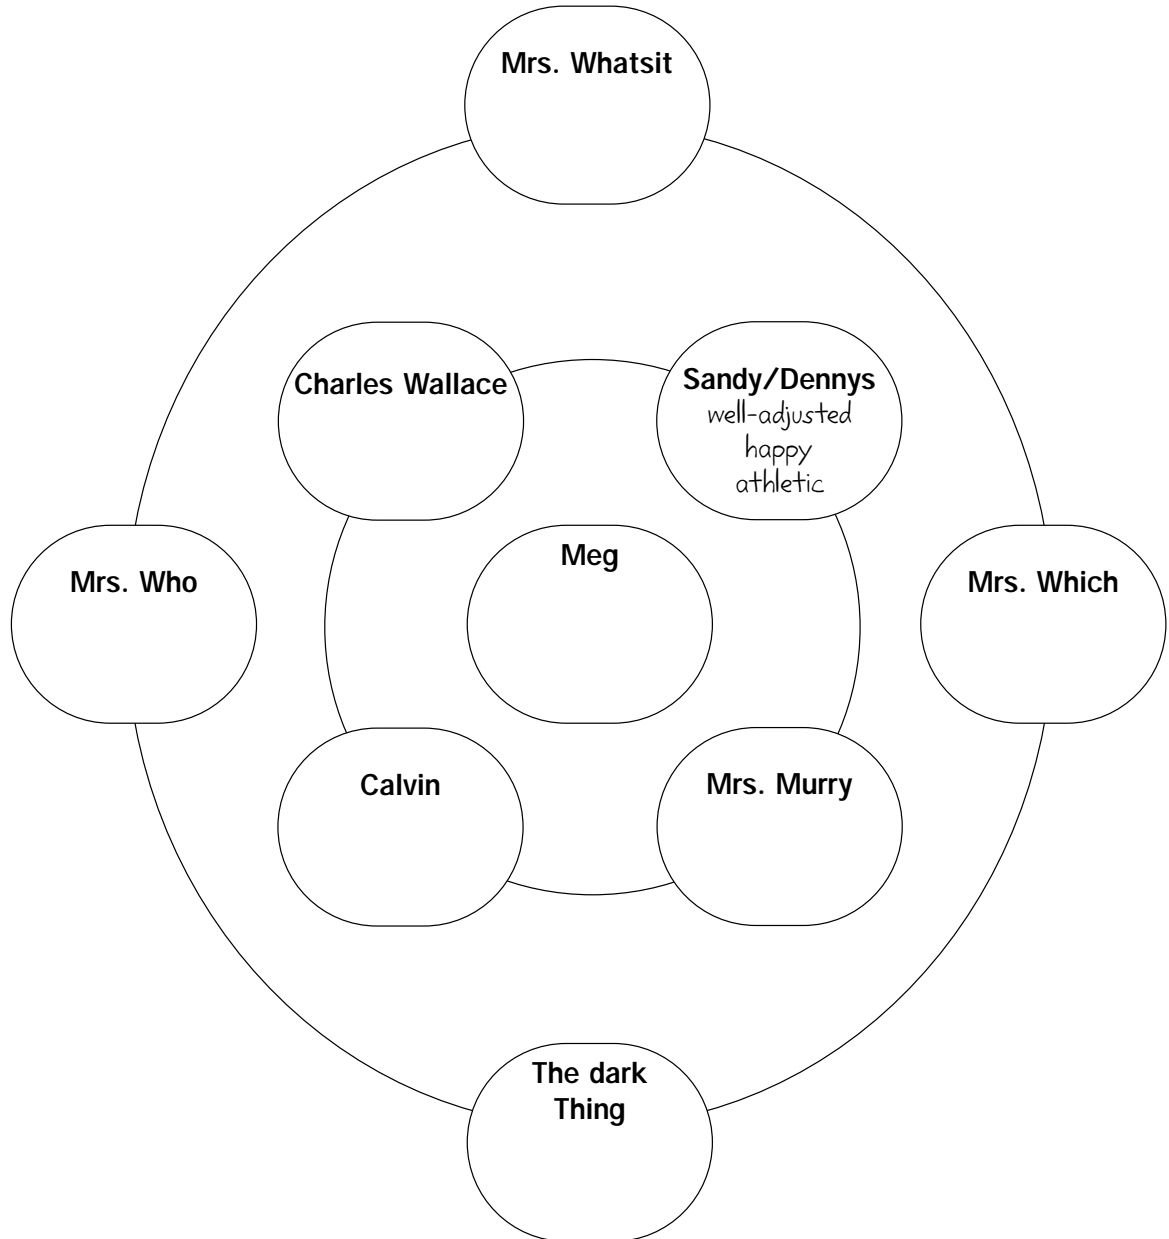 Mrs. Whatsit
Charles Wallace
Sandy/Dennys
well-adjusted
happy
athletic
Mrs. Who
Meg
Mrs. Which
Calvin
Mrs. Murry
The dark
Thing